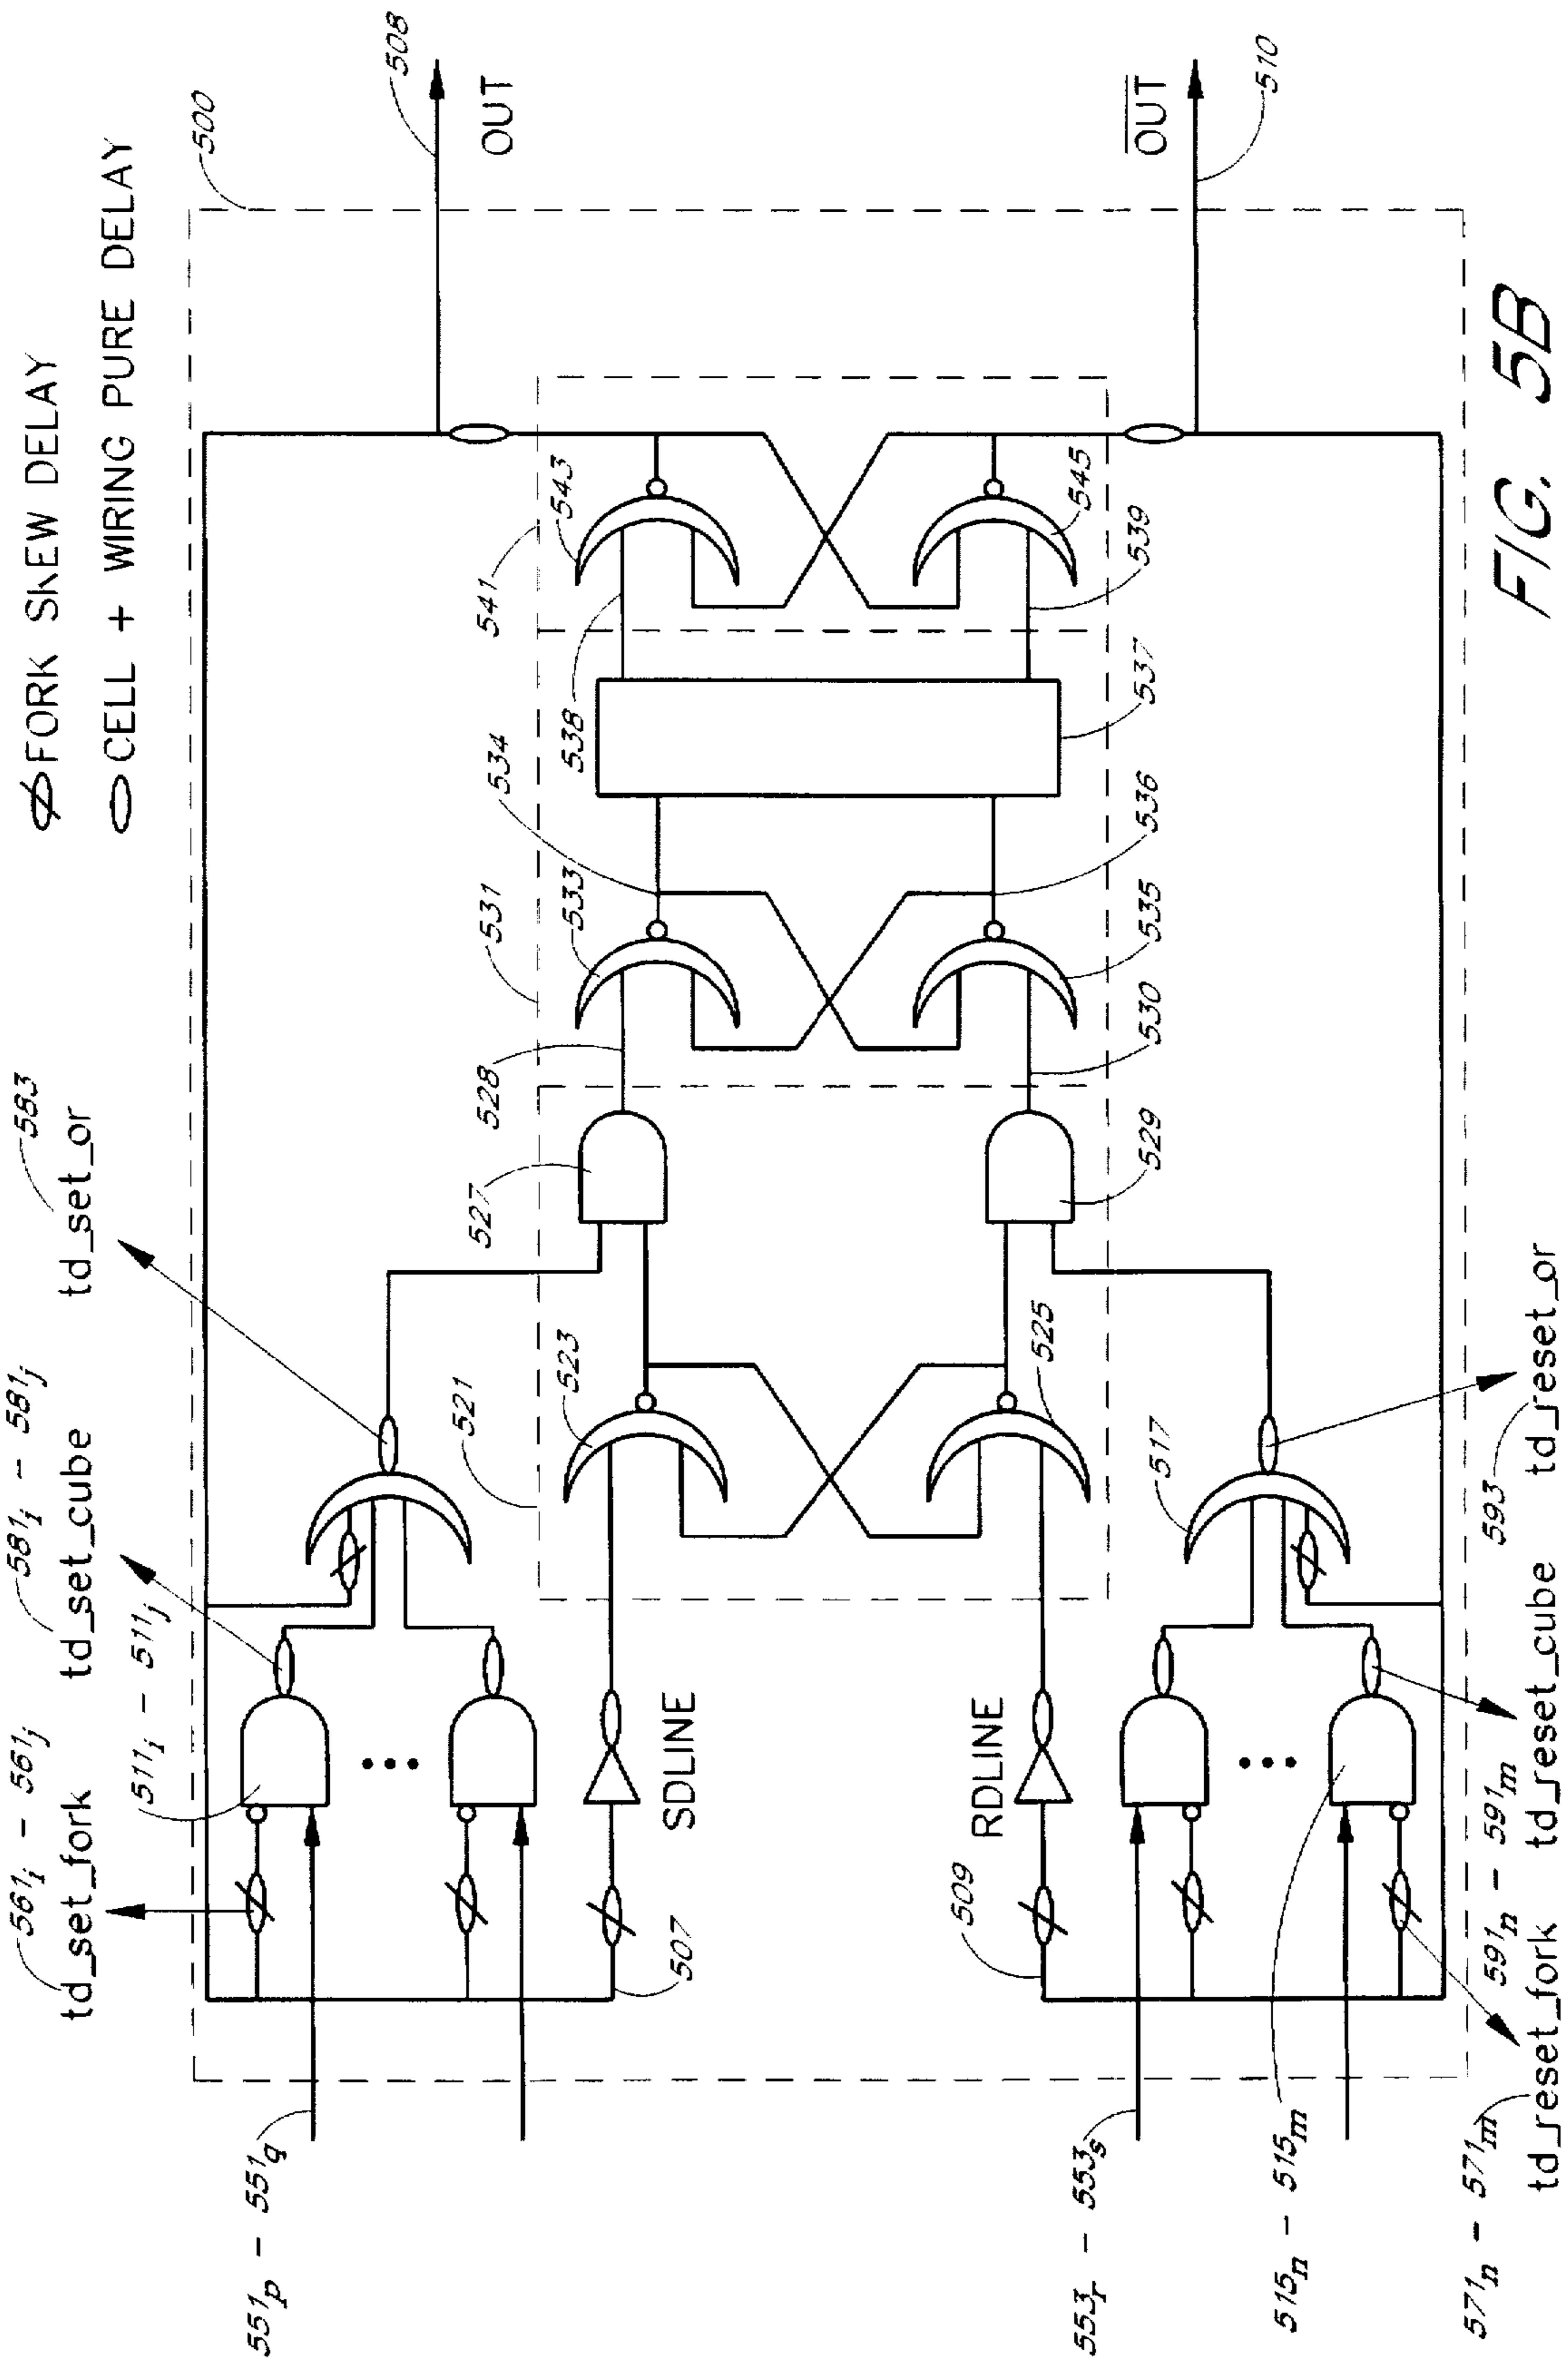 FORK SKEW DELAY
CELL + WIRING PURE DELAY
583
td_set_or
581i - 581j
td_set_cube
561i - 561j
td_set_fork
511i - 511j
500
508
OUT
551p - 551q
521
523
527
528
531
533
534
538
541
543
507
SDLINE
RDLINE
509
525
529
530
535
536
537
539
545
OUT
510
553r - 553s
515n - 515m
517
571n - 571m
td_reset_fork
591n - 591m
td_reset_cube
593
td_reset_or
FIG. 5B